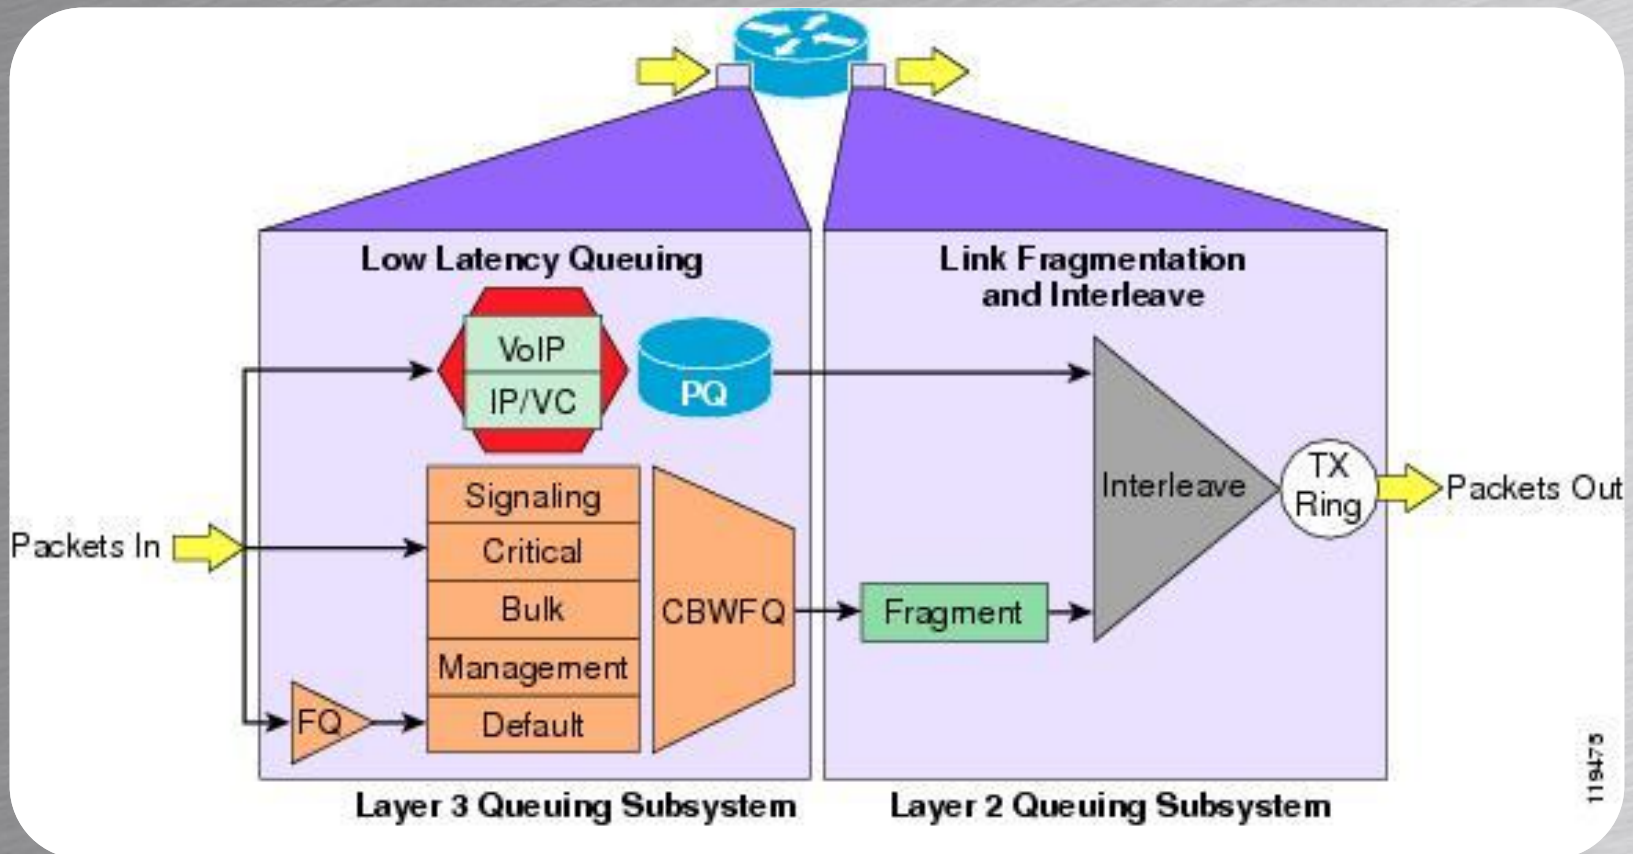 Low Latency Queuing
VoIP
IP/VC
PQ
Packets In
Signaling
Critical
Bulk
Management
Default
FQ
CBWFQ
Layer 3 Queuing Subsystem
Link Fragmentation
and Interleave
Interleave
Fragment
TX
Ring
Packets Out
Layer 2 Queuing Subsystem
119475